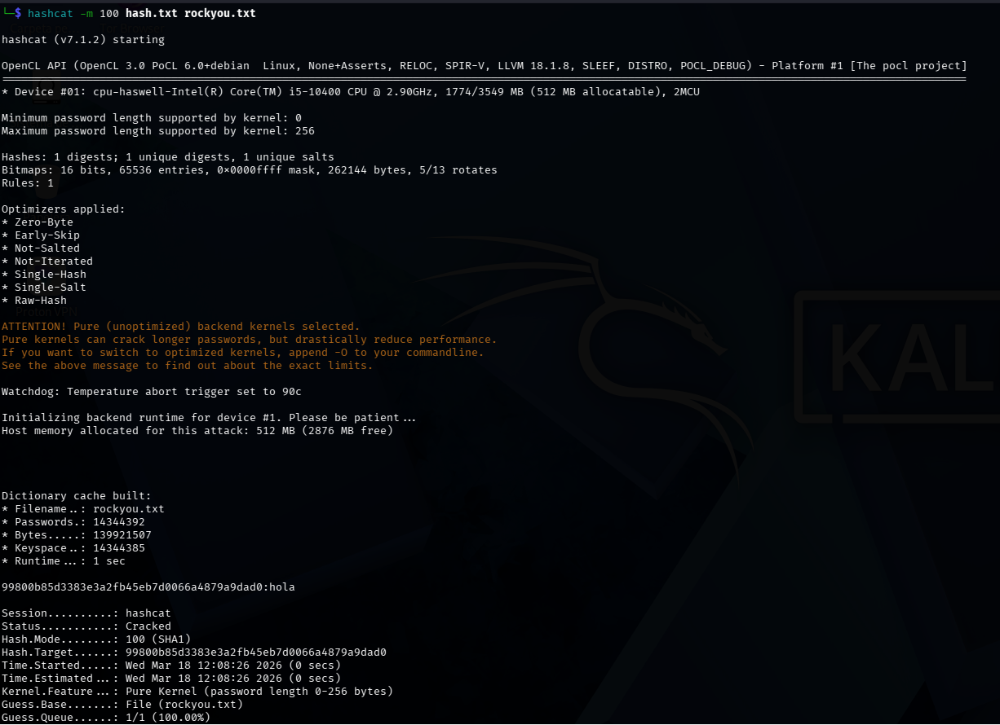 └─$ hashcat -m 100 hash.txt rockyou.txt
hashcat (v7.1.2) starting
OpenCL API (OpenCL 3.0 PoCL 6.0+debian  Linux, None+Asserts, RELOC, SPIR-V, LLVM 18.1.8, SLEEF, DISTRO, POCL_DEBUG) - Platform #1 [The pocl project]
* Device #01: cpu-haswell-Intel(R) Core(TM) i5-10400 CPU @ 2.90GHz, 1774/3549 MB (512 MB allocatable), 2MCU
Minimum password length supported by kernel: 0
Maximum password length supported by kernel: 256
Hashes: 1 digests; 1 unique digests, 1 unique salts
Bitmaps: 16 bits, 65536 entries, 0x0000ffff mask, 262144 bytes, 5/13 rotates
Rules: 1
Optimizers applied:
* Zero-Byte
* Early-Skip
* Not-Salted
* Not-Iterated
* Single-Hash
* Single-Salt
* Raw-Hash
Proton VPN
ATTENTION! Pure (unoptimized) backend kernels selected.
Pure kernels can crack longer passwords, but drastically reduce performance.
If you want to switch to optimized kernels, append -O to your commandline.
See the above message to find out about the exact limits.
KAL
Watchdog: Temperature abort trigger set to 90c
Initializing backend runtime for device #1. Please be patient...
Host memory allocated for this attack: 512 MB (2876 MB free)
Dictionary cache built:
* Filename..: rockyou.txt
* Passwords.: 14344392
* Bytes.....: 139921507
* Keyspace..: 14344385
* Runtime...: 1 sec
99800b85d3383e3a2fb45eb7d0066a4879a9dad0:hola
Session..........: hashcat
Status...........: Cracked
Hash.Mode........: 100 (SHA1)
Hash.Target......: 99800b85d3383e3a2fb45eb7d0066a4879a9dad0
Time.Started.....: Wed Mar 18 12:08:26 2026 (0 secs)
Time.Estimated...: Wed Mar 18 12:08:26 2026 (0 secs)
Kernel.Feature...: Pure Kernel (password length 0-256 bytes)
Guess.Base.......: File (rockyou.txt)
Guess.Queue......: 1/1 (100.00%)